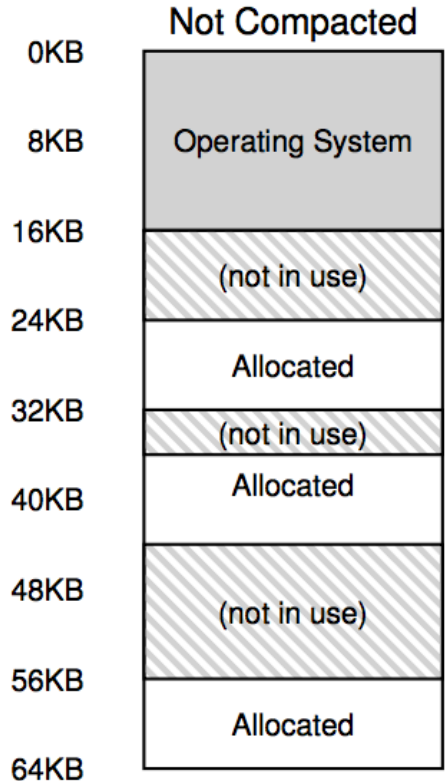 Not Compacted
0KB
8KB
Operating System
16KB
(not in use)
24KB
Allocated
32KB
(not in use)
Allocated
40KB
48KB
(not in use)
56KB
Allocated
64KB